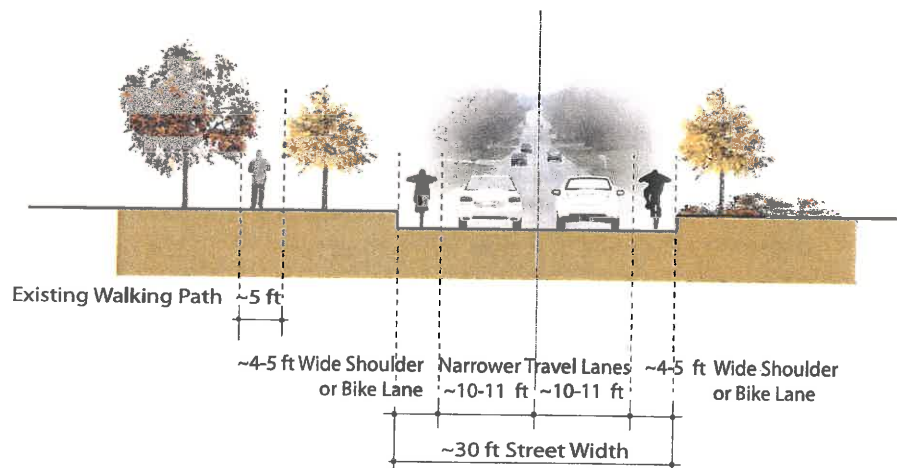 Existing Walking Path ~5 ft
~4-5 ft Wide Shoulder
or Bike Lane
Narrower Travel Lanes
~10-11 ft ~10-11 ft
~4-5 ft Wide Shoulder
or Bike Lane
~30 ft Street Width